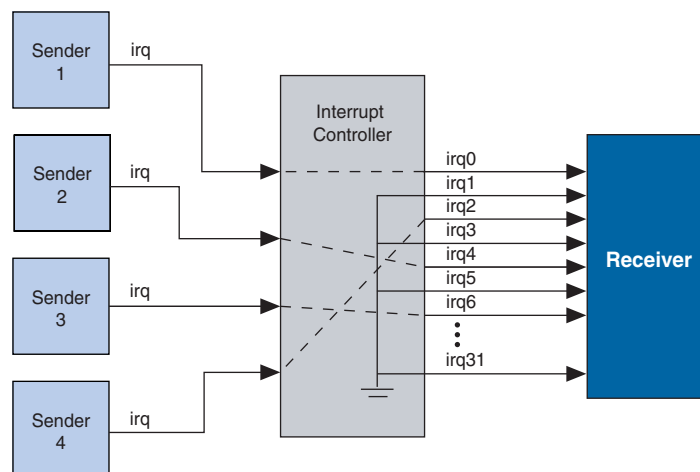 Sender
1
irq
Sender
2
irq
Sender
3
irq
Sender
4
irq
Interrupt
Controller
irq0
irq1
irq2
irq3
irq4
irq5
irq6
irq31
Receiver